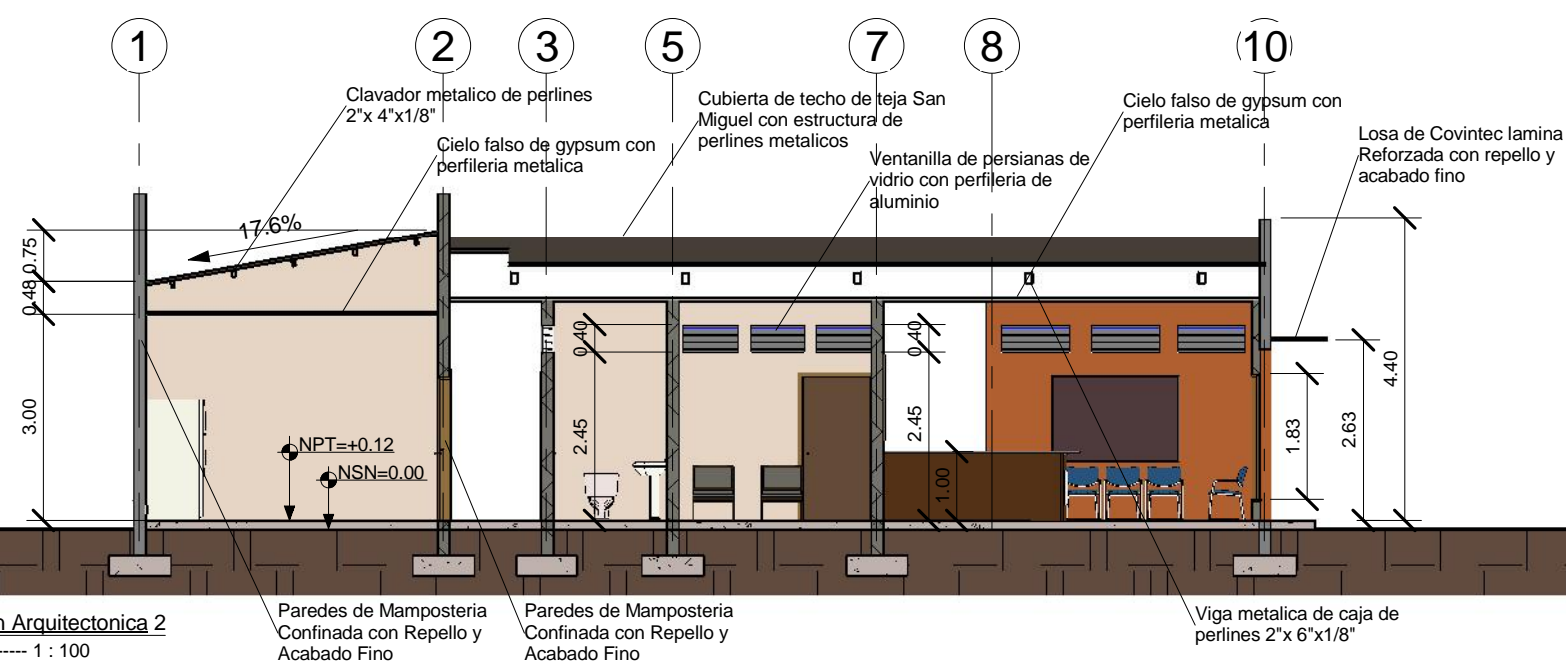 1
2
3
5
7
8
10
Clavador metalico de perlines
2"x 4"x1/8"
Cielo falso de gypsum con
perfileria metalica
Cubierta de techo de teja San
Miguel con estructura de
perlines metalicos
Ventanilla de persianas de
vidrio con perfileria de
aluminio
Cielo falso de gypsum con
perfileria metalica
Losa de Covintec lamina
Reforzada con repello y
acabado fino
17.6%
0.75
0.48
3.00
NPT=+0.12
NSN=0.00
0.40
2.45
0.40
2.45
1.00
1.83
2.63
4.40
n Arquitectonica 2
----- 1 : 100
Paredes de Mamposteria
Confinada con Repello y
Acabado Fino
Paredes de Mamposteria
Confinada con Repello y
Acabado Fino
Viga metalica de caja de
perlines 2"x 6"x1/8"